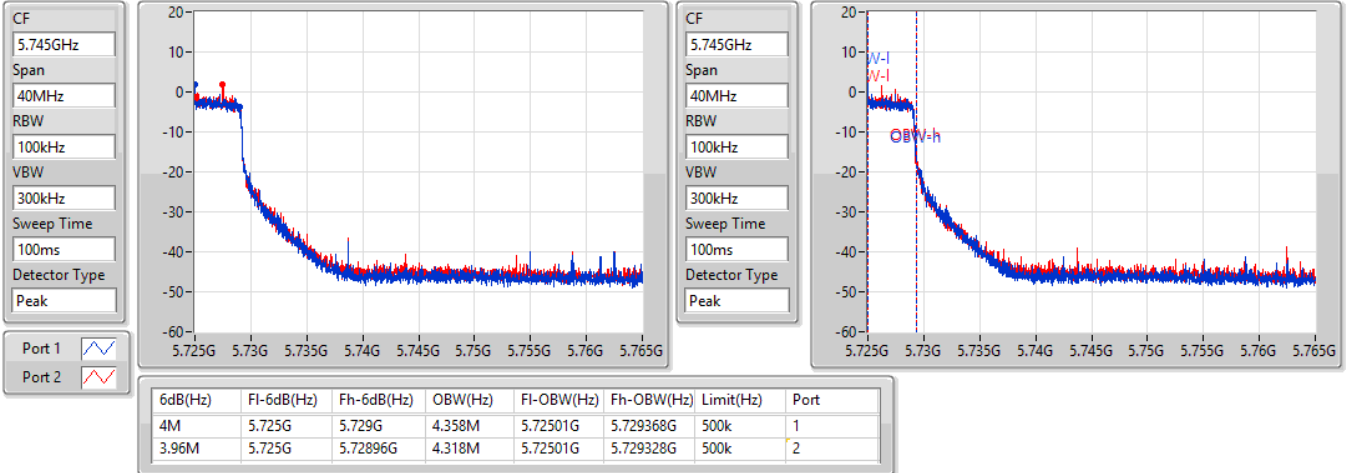 CF
5.745GHz
Span
40MHz
RBW
100kHz
VBW
300kHz
Sweep Time
100ms
Detector Type
Peak
Port 1
Port 2
20
10
0
-10
-20
-30
-40
-50
-60
5.725G 5.73G 5.735G 5.74G 5.745G 5.75G 5.755G 5.76G 5.765G
CF
5.745GHz
Span
40MHz
RBW
100kHz
VBW
300kHz
Sweep Time
100ms
Detector Type
Peak
20
10
0
-10
-20
-30
-40
-50
-60
W-l
W-l
OBW-h
5.725G 5.73G 5.735G 5.74G 5.745G 5.75G 5.755G 5.76G 5.765G
6dB(Hz) Fl-6dB(Hz) Fh-6dB(Hz) OBW(Hz) Fl-OBW(Hz) Fh-OBW(Hz) Limit(Hz) Port
4M 5.725G 5.729G 4.358M 5.72501G 5.729368G 500k 1
3.96M 5.725G 5.72896G 4.318M 5.72501G 5.729328G 500k 2